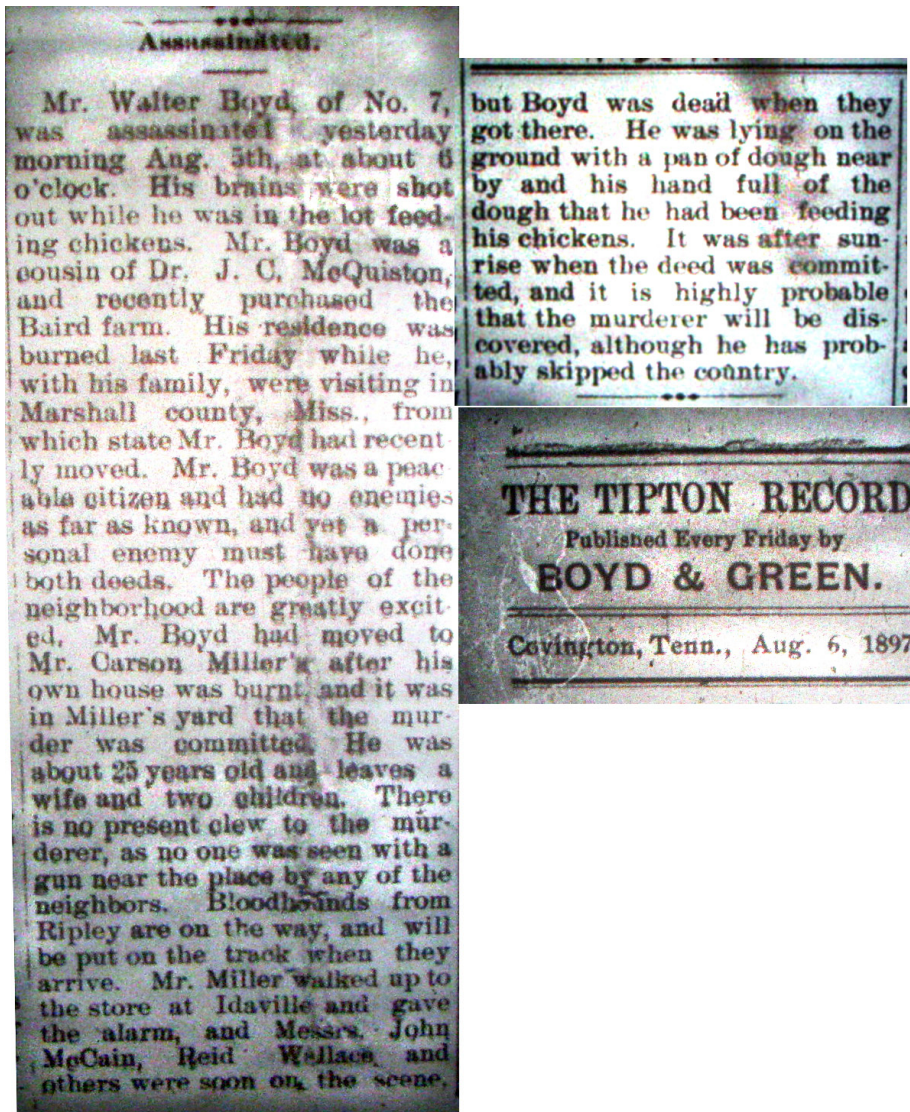 Assassinated.
Mr. Walter Boyd, of No. 7,
was assassinated yesterday
morning Aug. 5th, at about 6
o'clock. His brains were shot
out while he was in the lot feed-
ing chickens. Mr. Boyd was a
cousin of Dr. J. C. McQuiston,
and recently purchased the
Baird farm. His residence was
burned last Friday while he,
with his family, were visiting in
Marshall county, Miss., from
which state Mr. Boyd had recent
ly moved. Mr. Boyd was a peac
able citizen and had no enemies
as far as known, and yet a per-
sonal enemy must have done
both deeds. The people of the
neighborhood are greatly excit-
ed. Mr. Boyd had moved to
Mr. Carson Miller's after his
own house was burnt, and it was
in Miller's yard that the mur-
der was committed. He was
about 25 years old and leaves a
wife and two children. There
is no present clew to the mur-
derer, as no one was seen with a
gun near the place by any of the
neighbors. Bloodhounds from
Ripley are on the way, and will
be put on the track when they
arrive. Mr. Miller walked up to
the store at Idaville and gave
the alarm, and Messrs. John
McCain, Reid Wallace and
others were soon on the scene,
but Boyd was dead when they
got there. He was lying on the
ground with a pan of dough near
by and his hand full of the
dough that he had been feeding
his chickens. It was after sun-
rise when the deed was commit-
ted, and it is highly probable
that the murderer will be dis-
covered, although he has prob-
ably skipped the country.
THE TIPTON RECORD
Published Every Friday by
BOYD & GREEN.
Covington, Tenn., Aug. 6, 1897